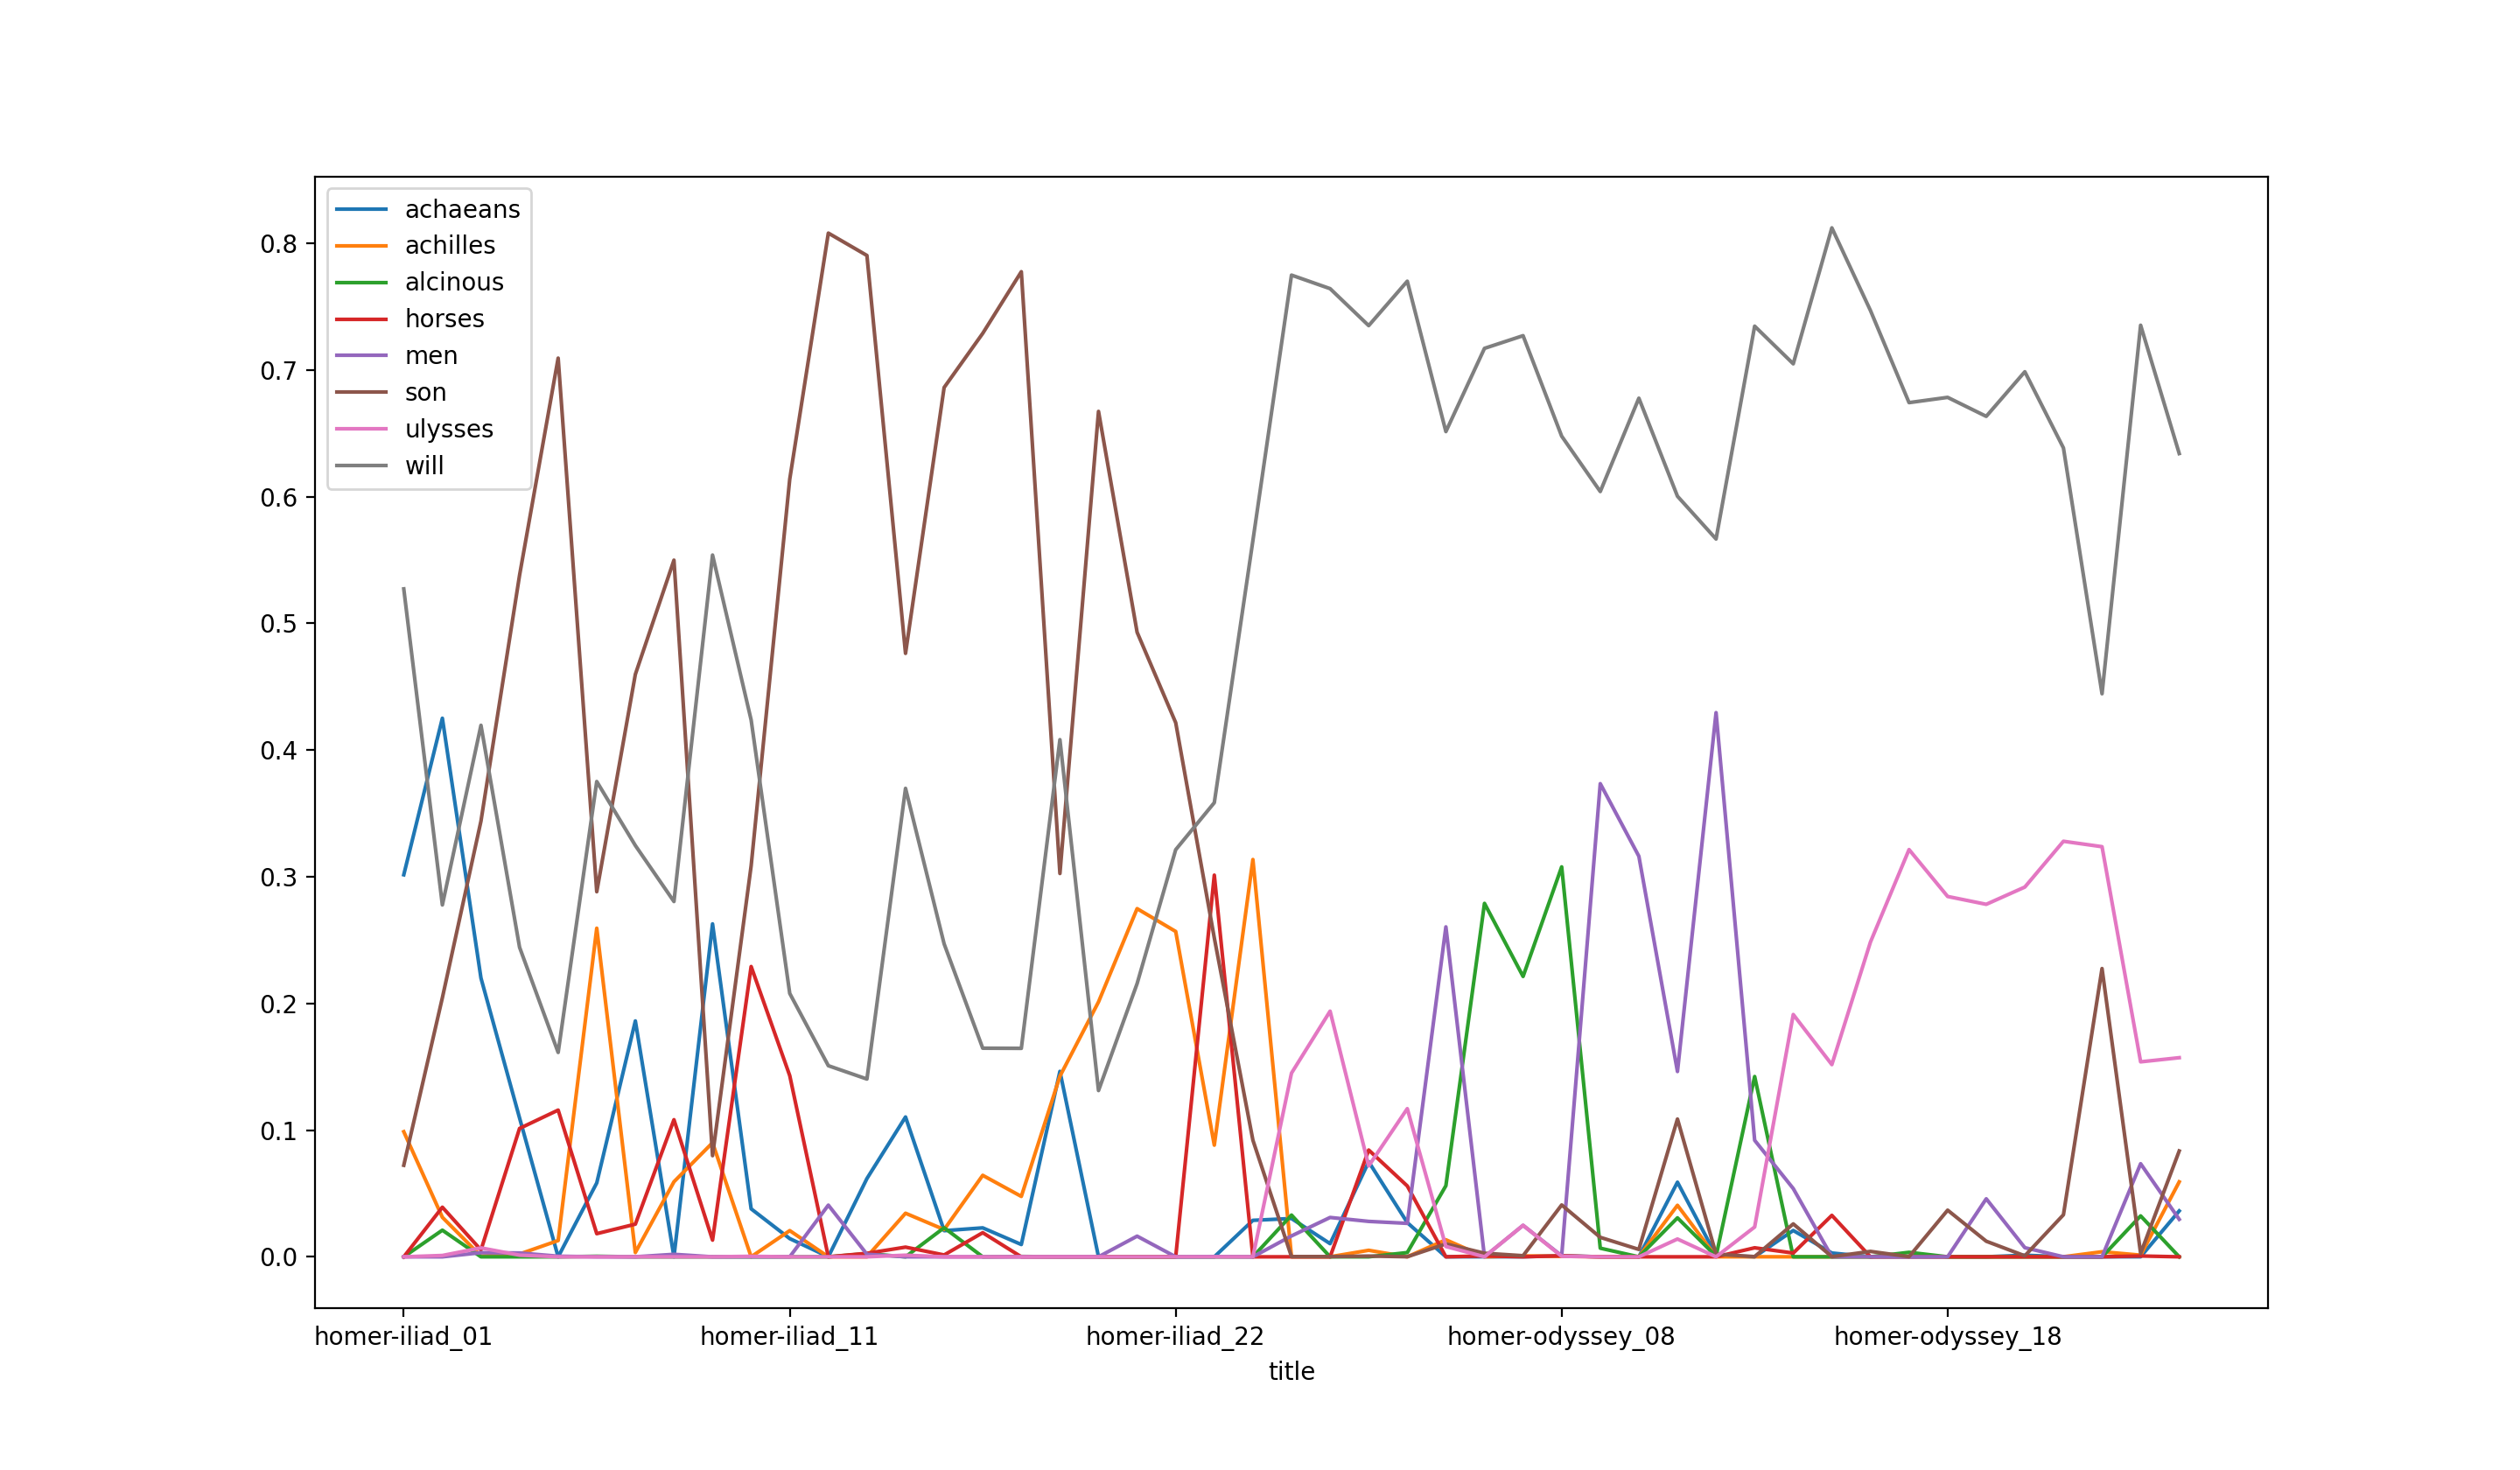 achaeans
achilles
alcinous
horses
men
son
ulysses
will
0.8
0.7
0.6
0.5
0.4
0.3
0.2
0.1
0.0
homer-iliad_01 homer-iliad_11 homer-iliad_22 homer-odyssey_08 homer-odyssey_18
title